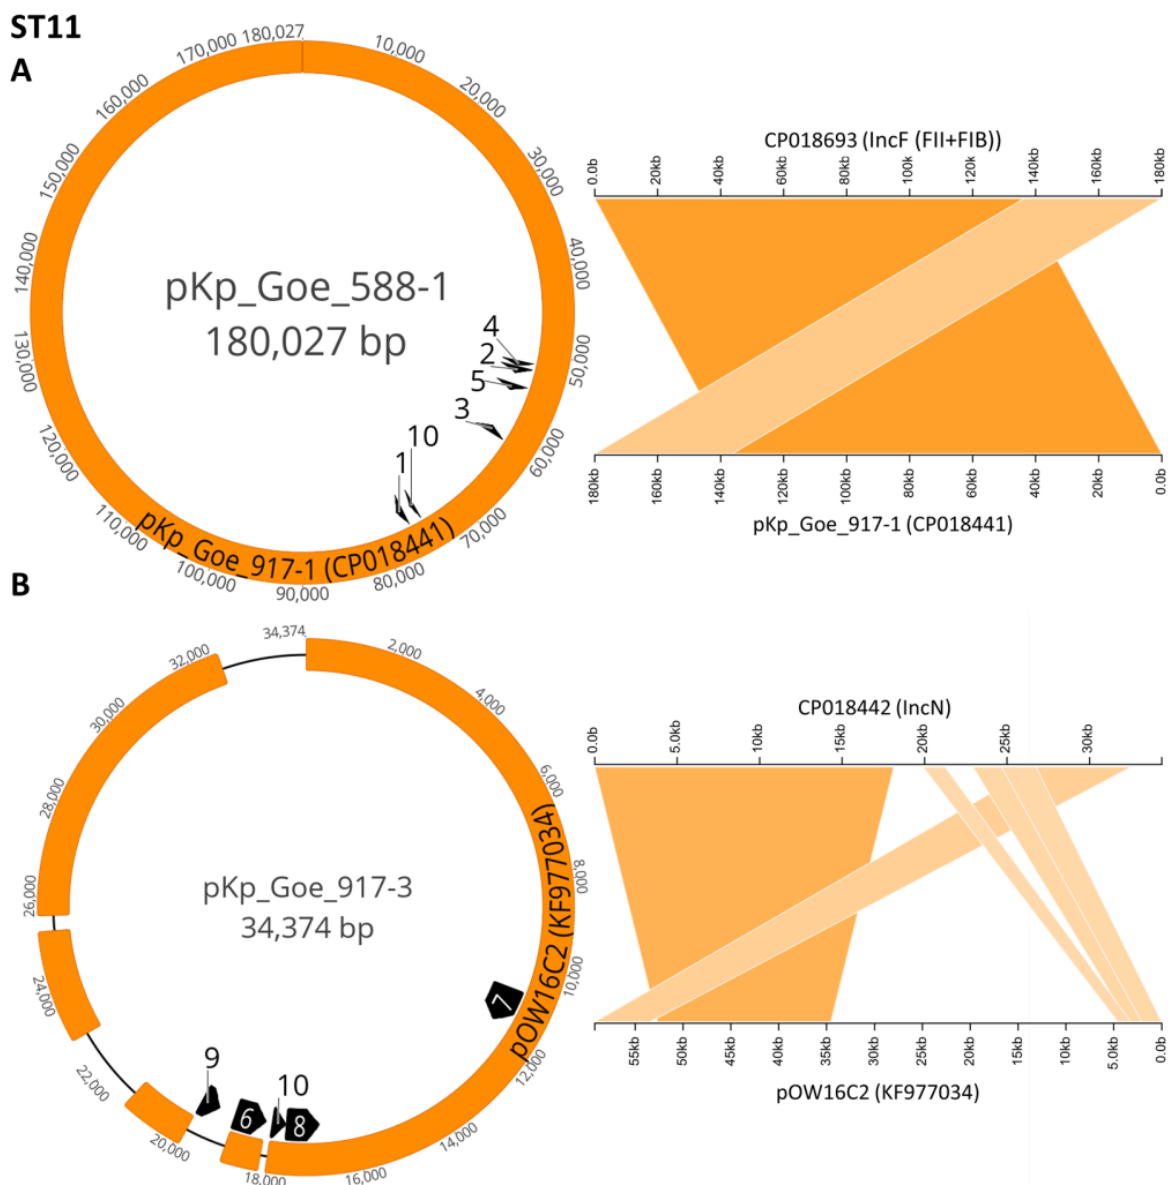 ST11
A
180,027
10,000
20,000
30,000
40,000
50,000
60,000
70,000
80,000
90,000
100,000
110,000
120,000
130,000
140,000
150,000
160,000
170,000
pKp_Goe_588-1
180,027 bp
4
2
5
3
10
1
pKp_Goe_917-1 (CP018441)
CP018693 (IncF (FII+FIB))
0.0b
20kb
40kb
60kb
80kb
100k
120k
140kb
160kb
180kb
180kb
160kb
140kb
120kb
100kb
80kb
60kb
40kb
20kb
0.0b
pKp_Goe_917-1 (CP018441)
B
34,374
2,000
4,000
6,000
8,000
10,000
12,000
14,000
16,000
18,000
20,000
22,000
24,000
26,000
28,000
30,000
32,000
pKp_Goe_917-3
34,374 bp
pOW16C2 (KF977034)
7
9
10
6
8
CP018442 (IncN)
0.0b
5.0kb
10kb
15kb
20kb
25kb
30kb
55kb
50kb
45kb
40kb
35kb
30kb
25kb
20kb
15kb
10kb
5.0kb
0.0b
pOW16C2 (KF977034)